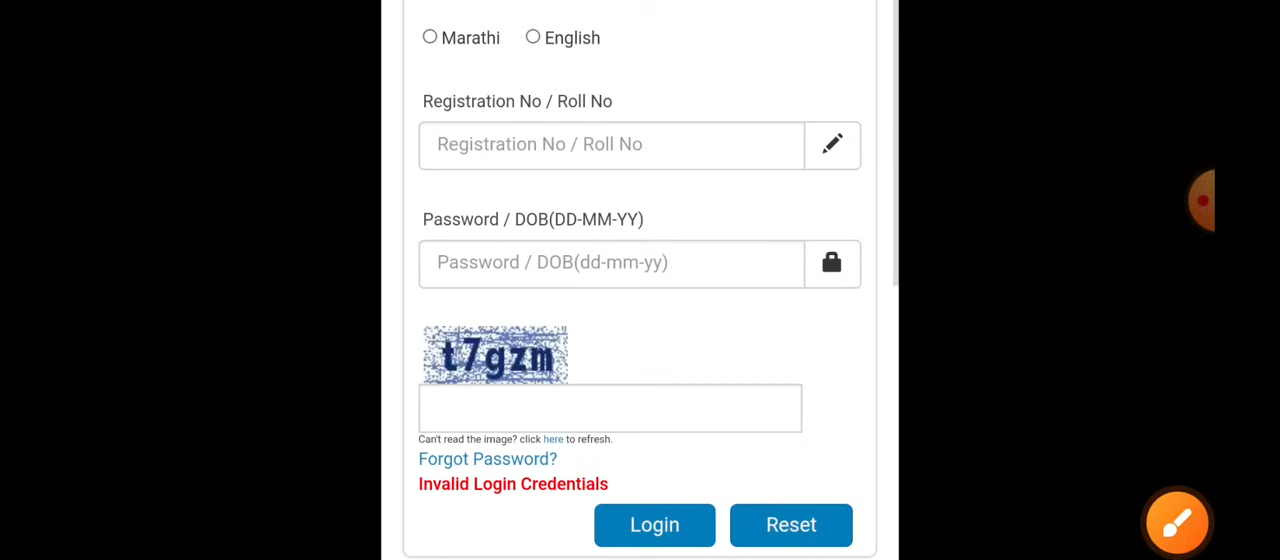 Marathi English
Registration No / Roll No
Registration No / Roll No
Password / DOB(DD-MM-YY)
Password / DOB(dd-mm-yy)
t7gzm
Can't read the image? click here to refresh.
Forgot Password?
Invalid Login Credentials
Login Reset